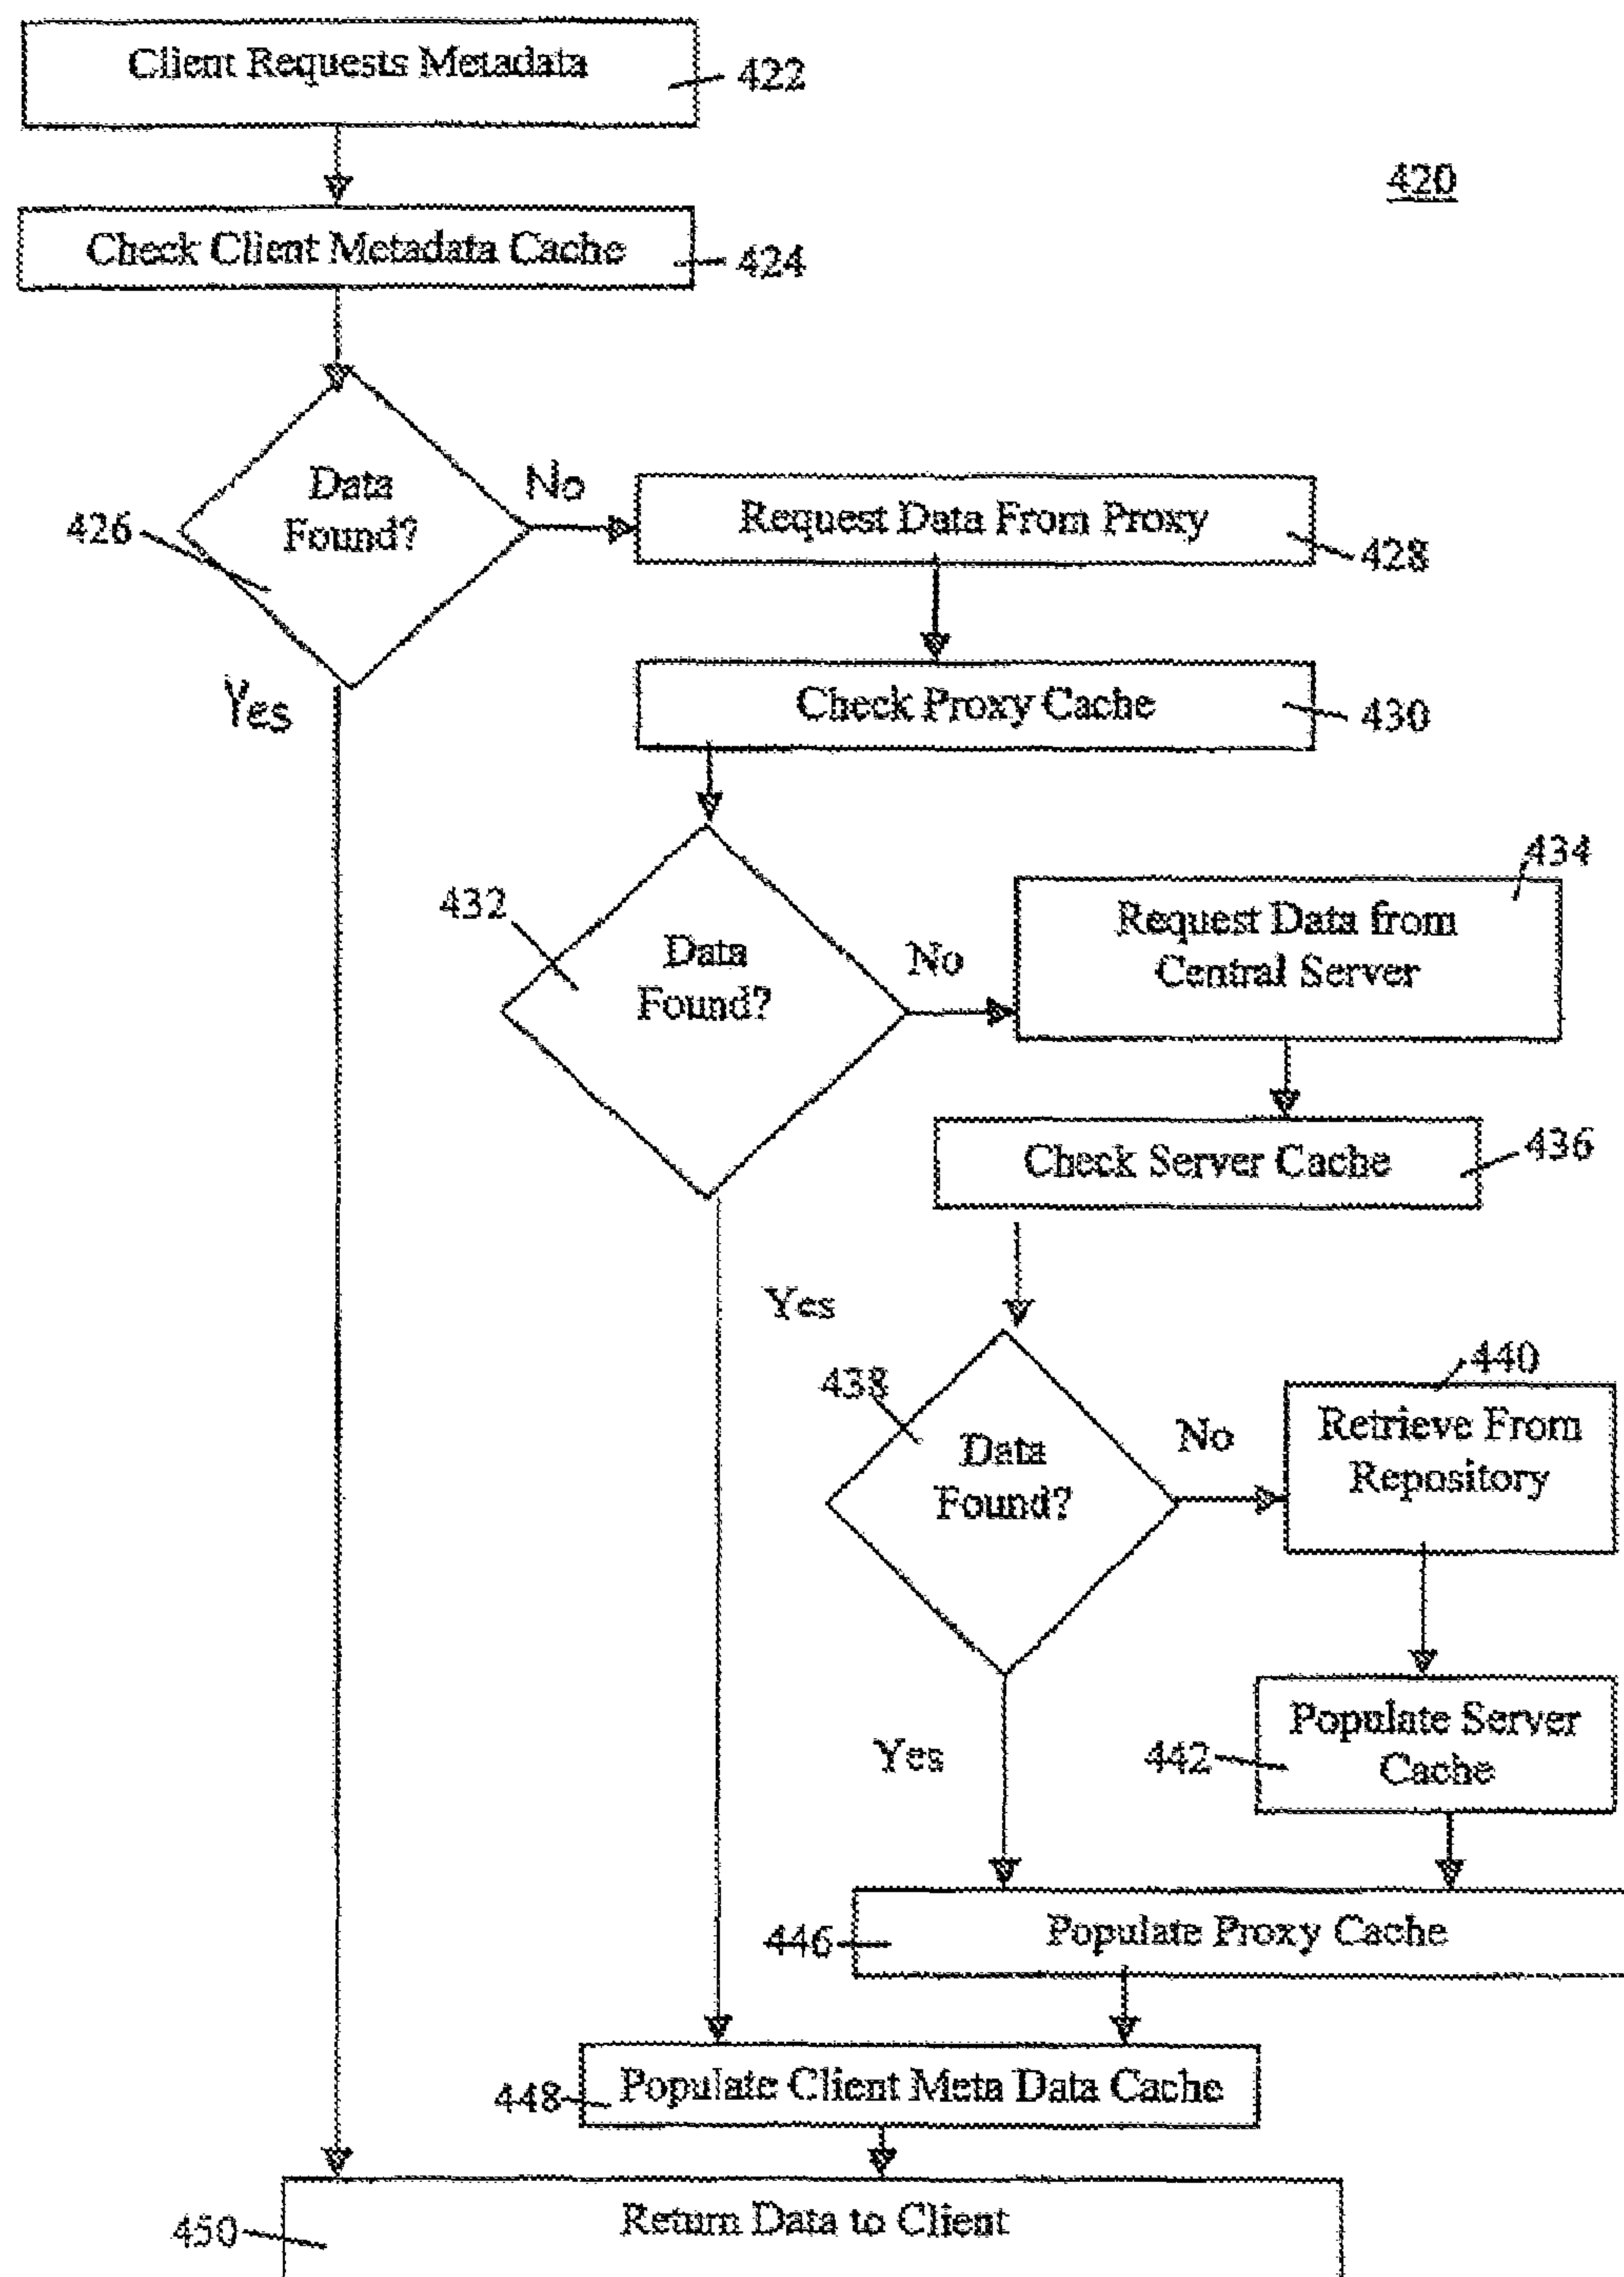 Client Requests Metadata
422
420
Check Client Metadata Cache
424
Data
Found?
426
No
Yes
Request Data From Proxy
428
Check Proxy Cache
430
432
Data
Found?
No
Yes
434
Request Data from
Central Server
Check Server Cache
436
438
Data
Found?
No
Yes
440
Retrieve From
Repository
Populate Server
Cache
442
446
Populate Proxy Cache
448
Populate Client Meta Data Cache
450
Return Data to Client